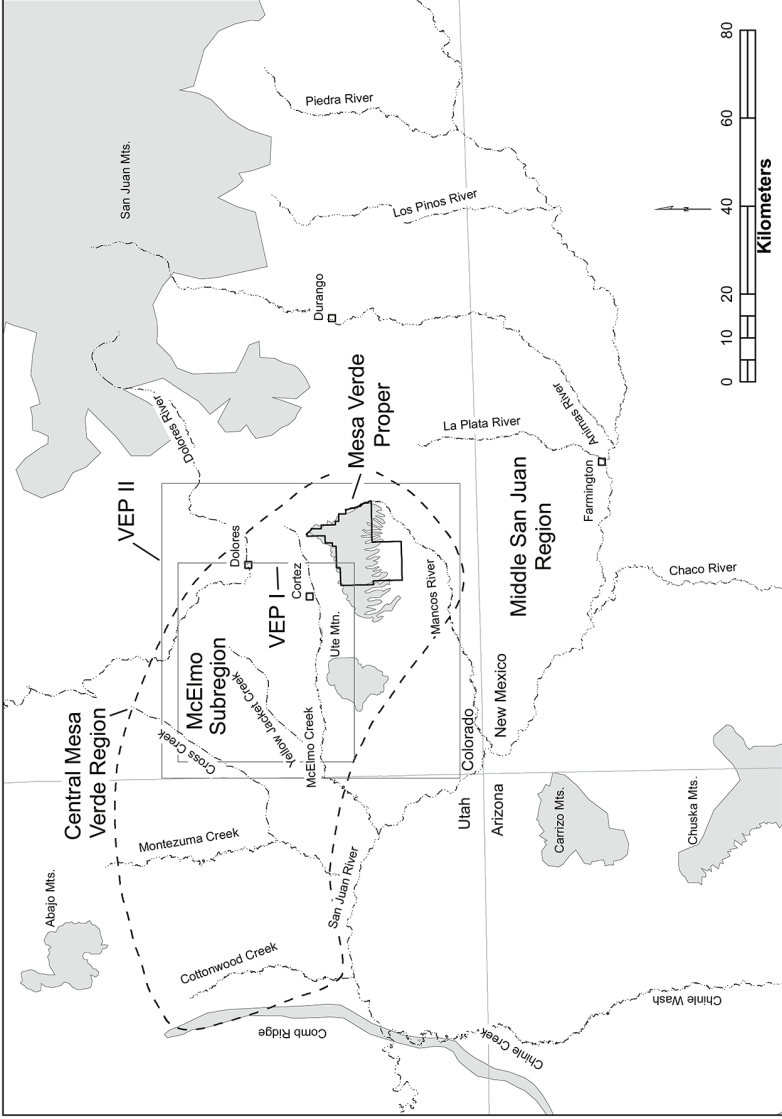 San Juan Mts.
Piedra River
Los Pinos River
Durango
Dolores River
VEP II
Mesa Verde
Proper
La Plata River
Animas River
Farmington
Middle San Juan
Region
Chaco River
Dolores
Cortez
VEP I
Ute Mtn.
Mancos River
McElmo
Subregion
Yellow Jacket Creek
McElmo Creek
Cross Creek
Central Mesa
Verde Region
Colorado
New Mexico
Utah
Arizona
Carrizo Mts.
Chuska Mts.
Montezuma Creek
Abajo Mts.
San Juan River
Cottonwood Creek
Comb Ridge
Chinle Creek
Chinle Wash
N
0 10 20 40 60 80
Kilometers